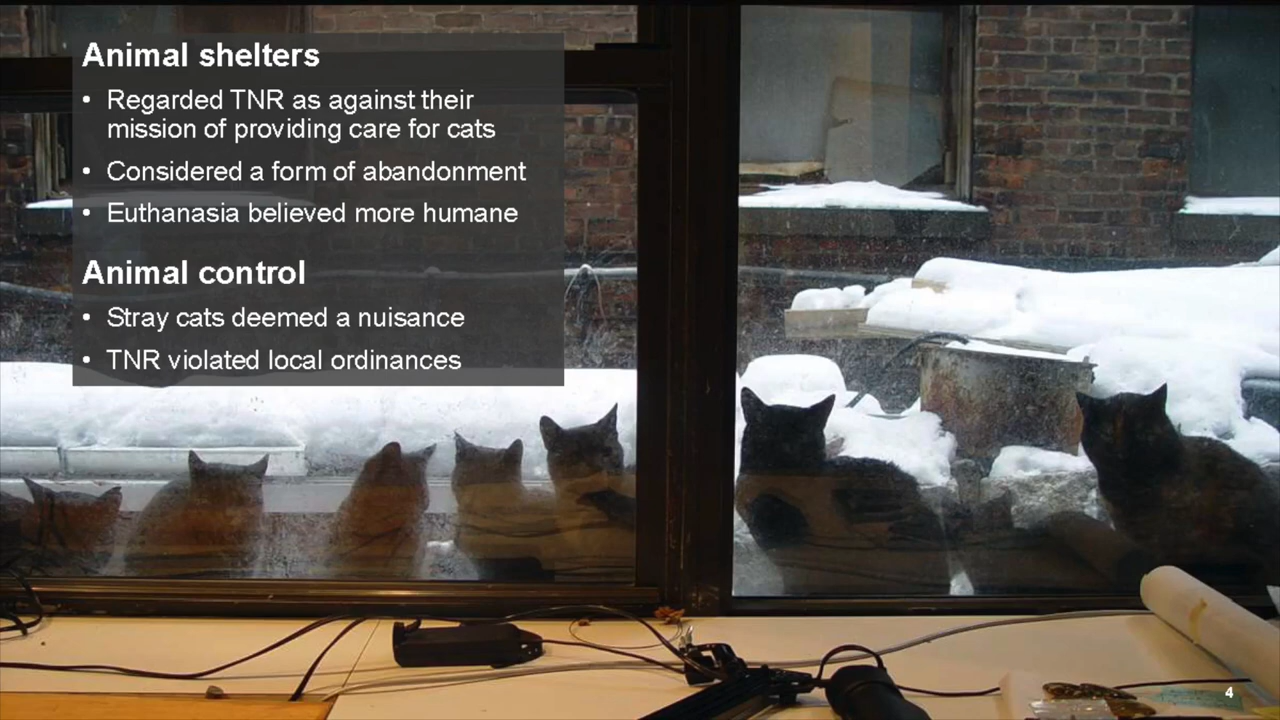 Animal shelters
• Regarded TNR as against their
mission of providing care for cats
• Considered a form of abandonment
• Euthanasia believed more humane
Animal control
• Stray cats deemed a nuisance
• TNR violated local ordinances
4